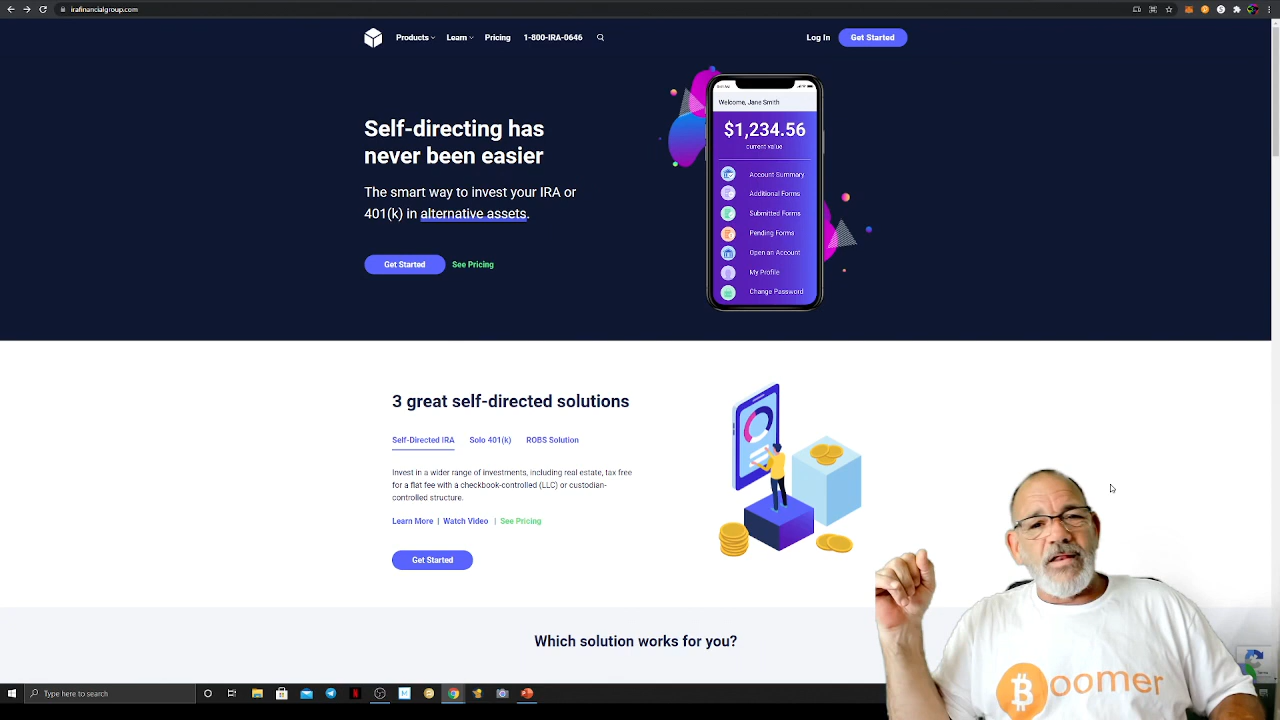 irafinancialgroup.com
Products Learn Pricing 1-800-IRA-0646 Log In Get Started
Self-directing has
never been easier
The smart way to invest your IRA or
401(k) in alternative assets.
Get Started See Pricing
Welcome, Jane Smith
$1,234.56
current value
Account Summary
Additional Forms
Submitted Forms
Pending Forms
Open an Account
My Profile
Change Password
3 great self-directed solutions
Self-Directed IRA Solo 401(k) ROBS Solution
Invest in a wider range of investments, including real estate, tax free
for a flat fee with a checkbook-controlled (LLC) or custodian-
controlled structure.
Learn More | Watch Video | See Pricing
Get Started
Which solution works for you?
Type here to search
₿oomer